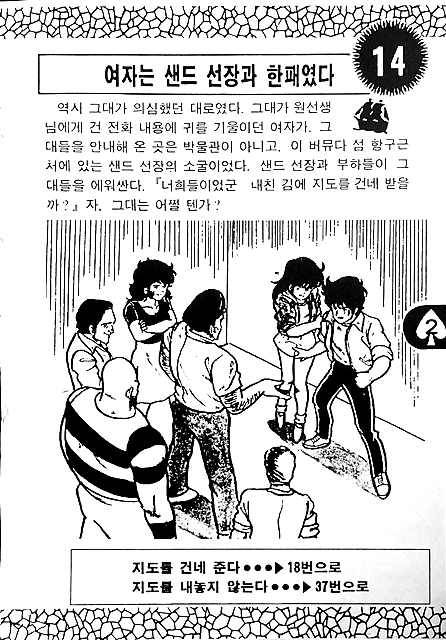 14
여자는 샌드 선장과 한패였다
역시 그대가 의심했던 대로였다. 그대가 원선생
님에게 건 전화 내용에 귀를 기울이던 여자가, 그
대들을 안내해 온 곳은 박물관이 아니고, 이 버뮤다 섬 항구근
처에 있는 샌드 선장의 소굴이었다. 샌드 선장과 부하들이 그
대들을 에워싼다. 『너희들이었군 내친 김에 지도를 건네 받을
까?』 자, 그대는 어쩔 텐가?
2
지도를 건네 준다●●●▶18번으로
지도를 내놓지 않는다●●●▶37번으로